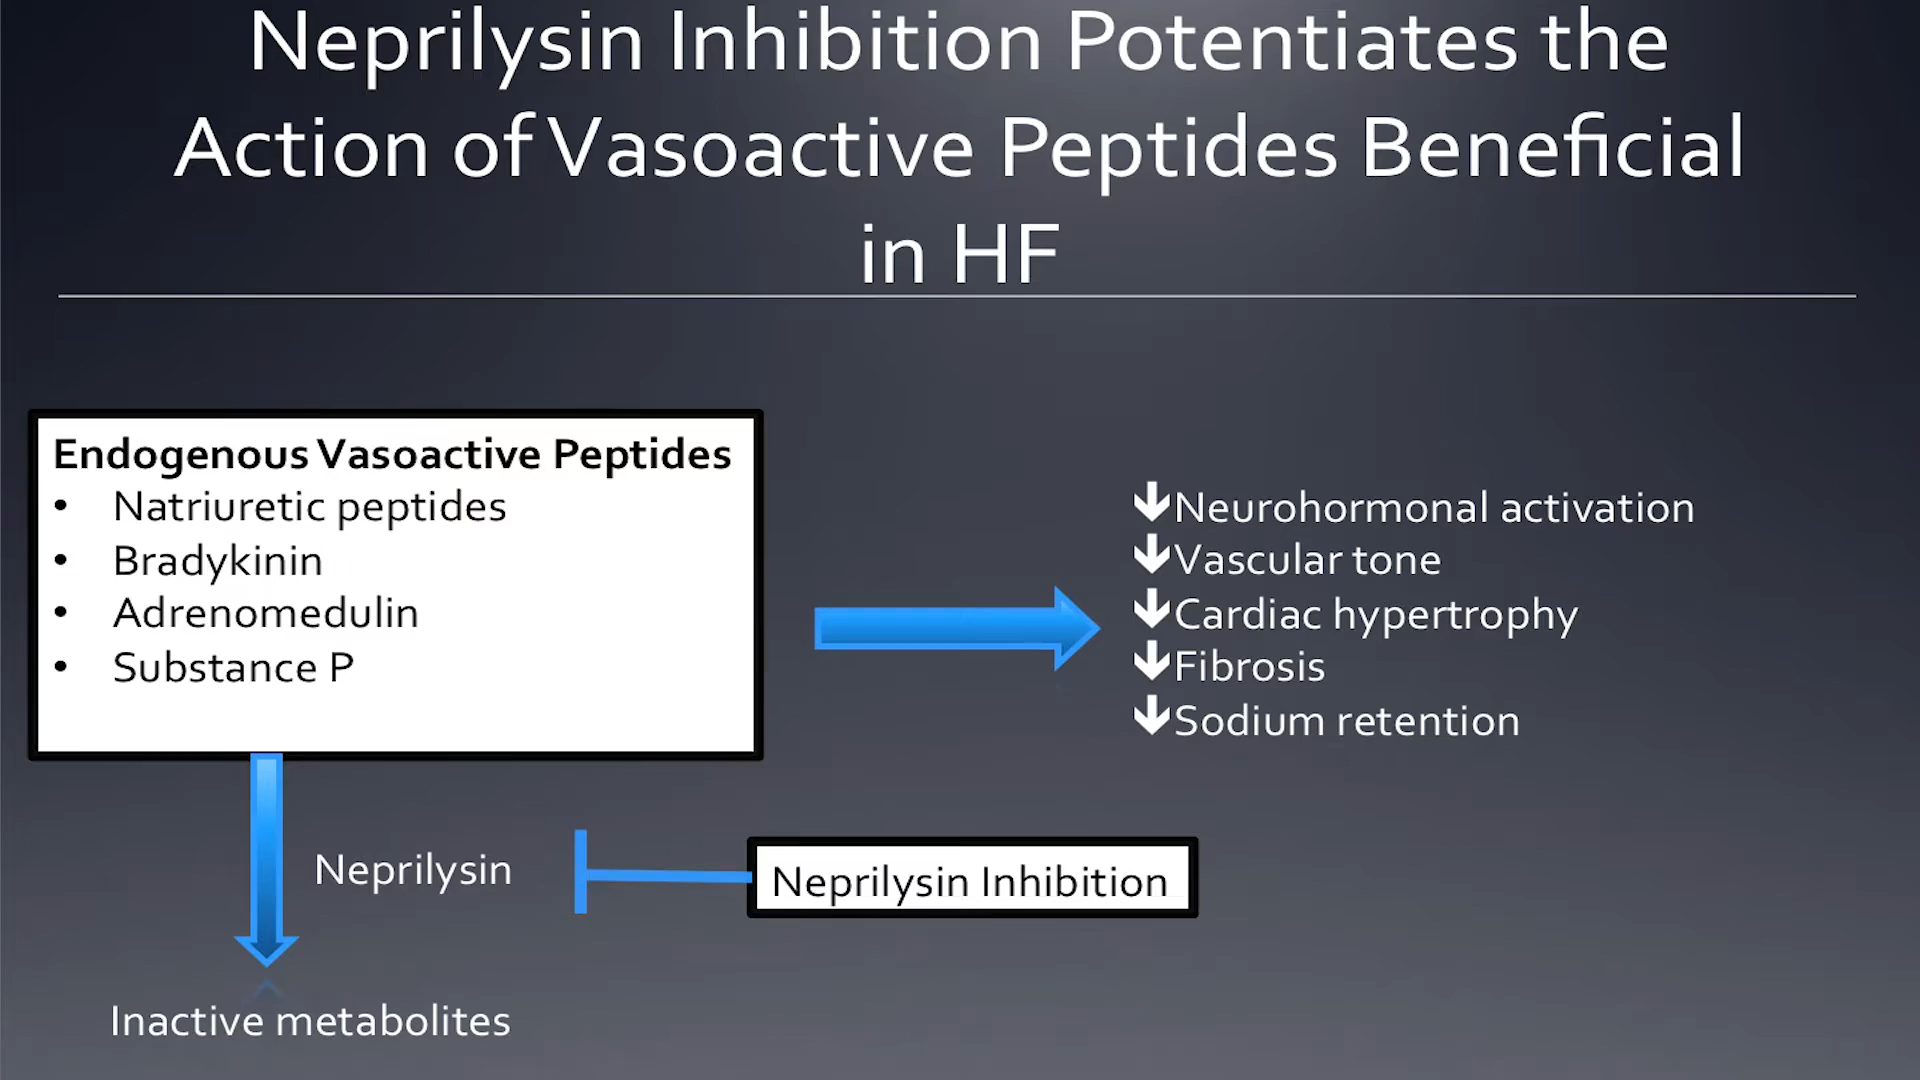 Neprilysin Inhibition Potentiates the
Action of Vasoactive Peptides Beneficial
in HF
Endogenous Vasoactive Peptides
• Natriuretic peptides
• Bradykinin
• Adrenomedulin
• Substance P
🡻Neurohormonal activation
🡻Vascular tone
🡻Cardiac hypertrophy
🡻Fibrosis
🡻Sodium retention
Neprilysin
Neprilysin Inhibition
Inactive metabolites